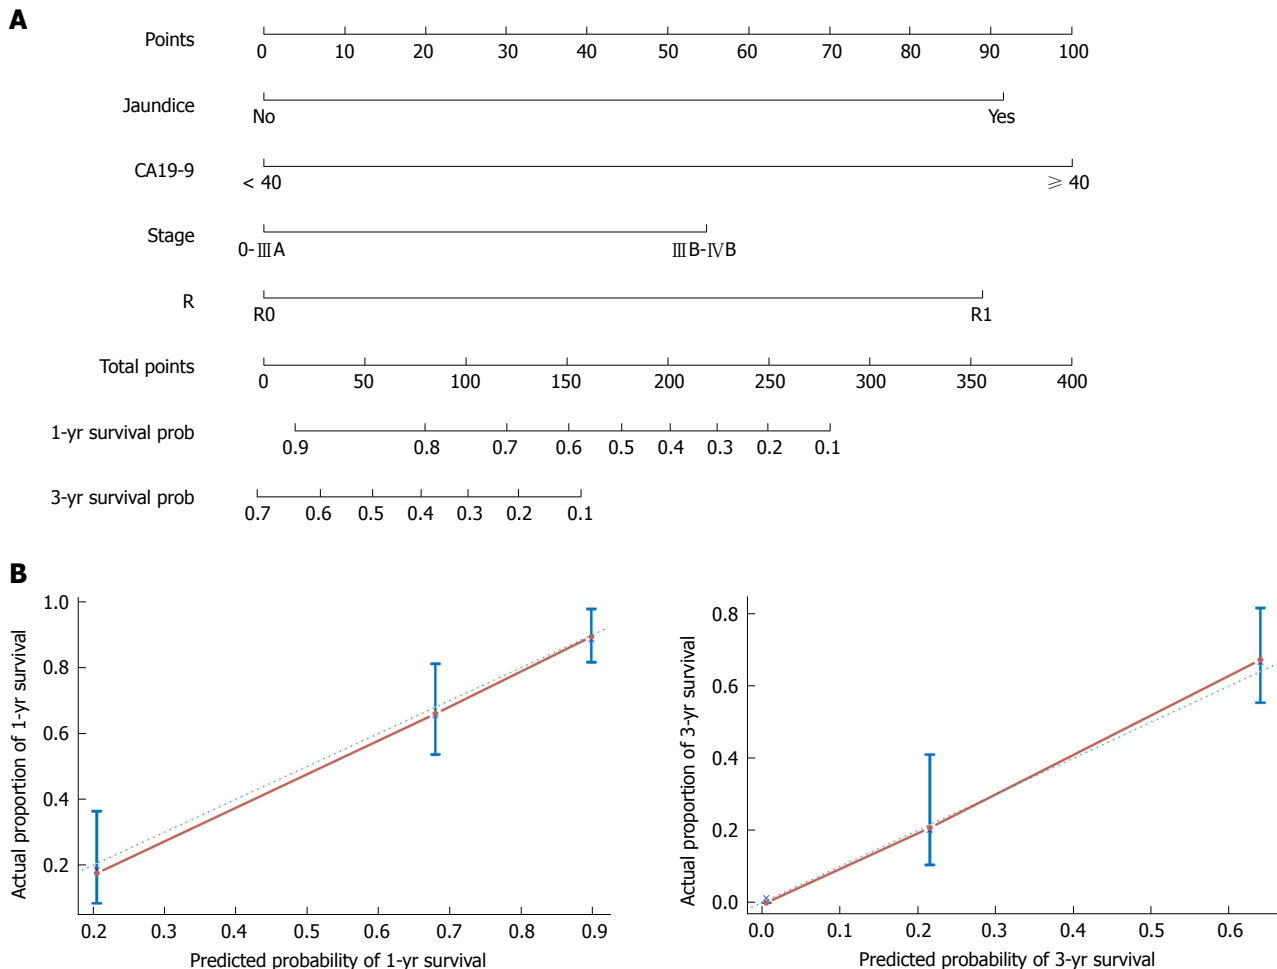 A
Points
0 10 20 30 40 50 60 70 80 90 100
Jaundice
No Yes
CA19-9
< 40 ⩾ 40
Stage
0-ⅢA ⅢB-ⅣB
R
R0 R1
Total points
0 50 100 150 200 250 300 350 400
1-yr survival prob
0.9 0.8 0.7 0.6 0.5 0.4 0.3 0.2 0.1
3-yr survival prob
0.7 0.6 0.5 0.4 0.3 0.2 0.1
B
Actual proportion of 1-yr survival
1.0
0.8
0.6
0.4
0.2
0.2 0.3 0.4 0.5 0.6 0.7 0.8 0.9
Predicted probability of 1-yr survival
Actual proportion of 3-yr survival
0.8
0.6
0.4
0.2
0.0
0.0 0.1 0.2 0.3 0.4 0.5 0.6
Predicted probability of 3-yr survival